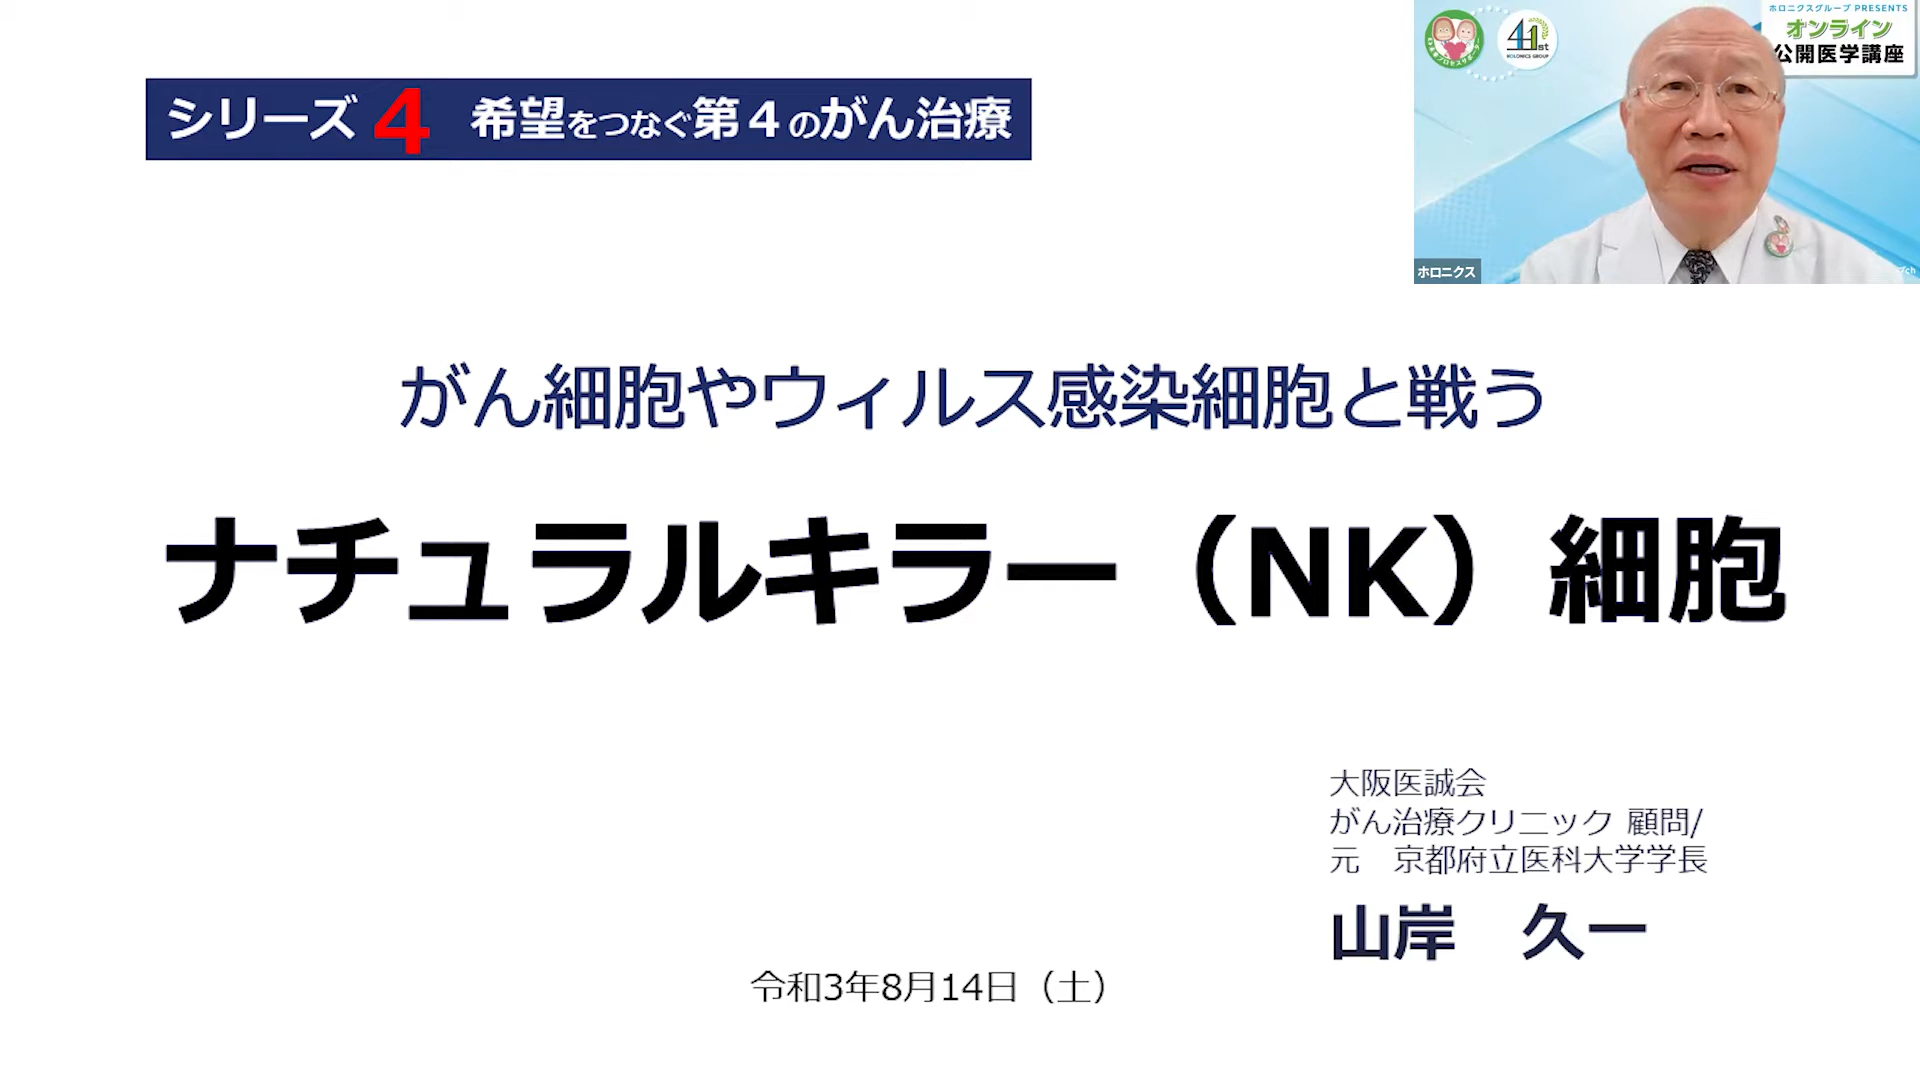 ホロニクスグループ PRESENTS
オンライン
公開医学講座
41st
HOLONICS GROUP
ホロニクス
シリーズ4 希望をつなぐ第４のがん治療
がん細胞やウィルス感染細胞と戦う
ナチュラルキラー（NK）細胞
大阪医誠会
がん治療クリニック 顧問/
元　京都府立医科大学学長
山岸　久一
令和3年8月14日（土）